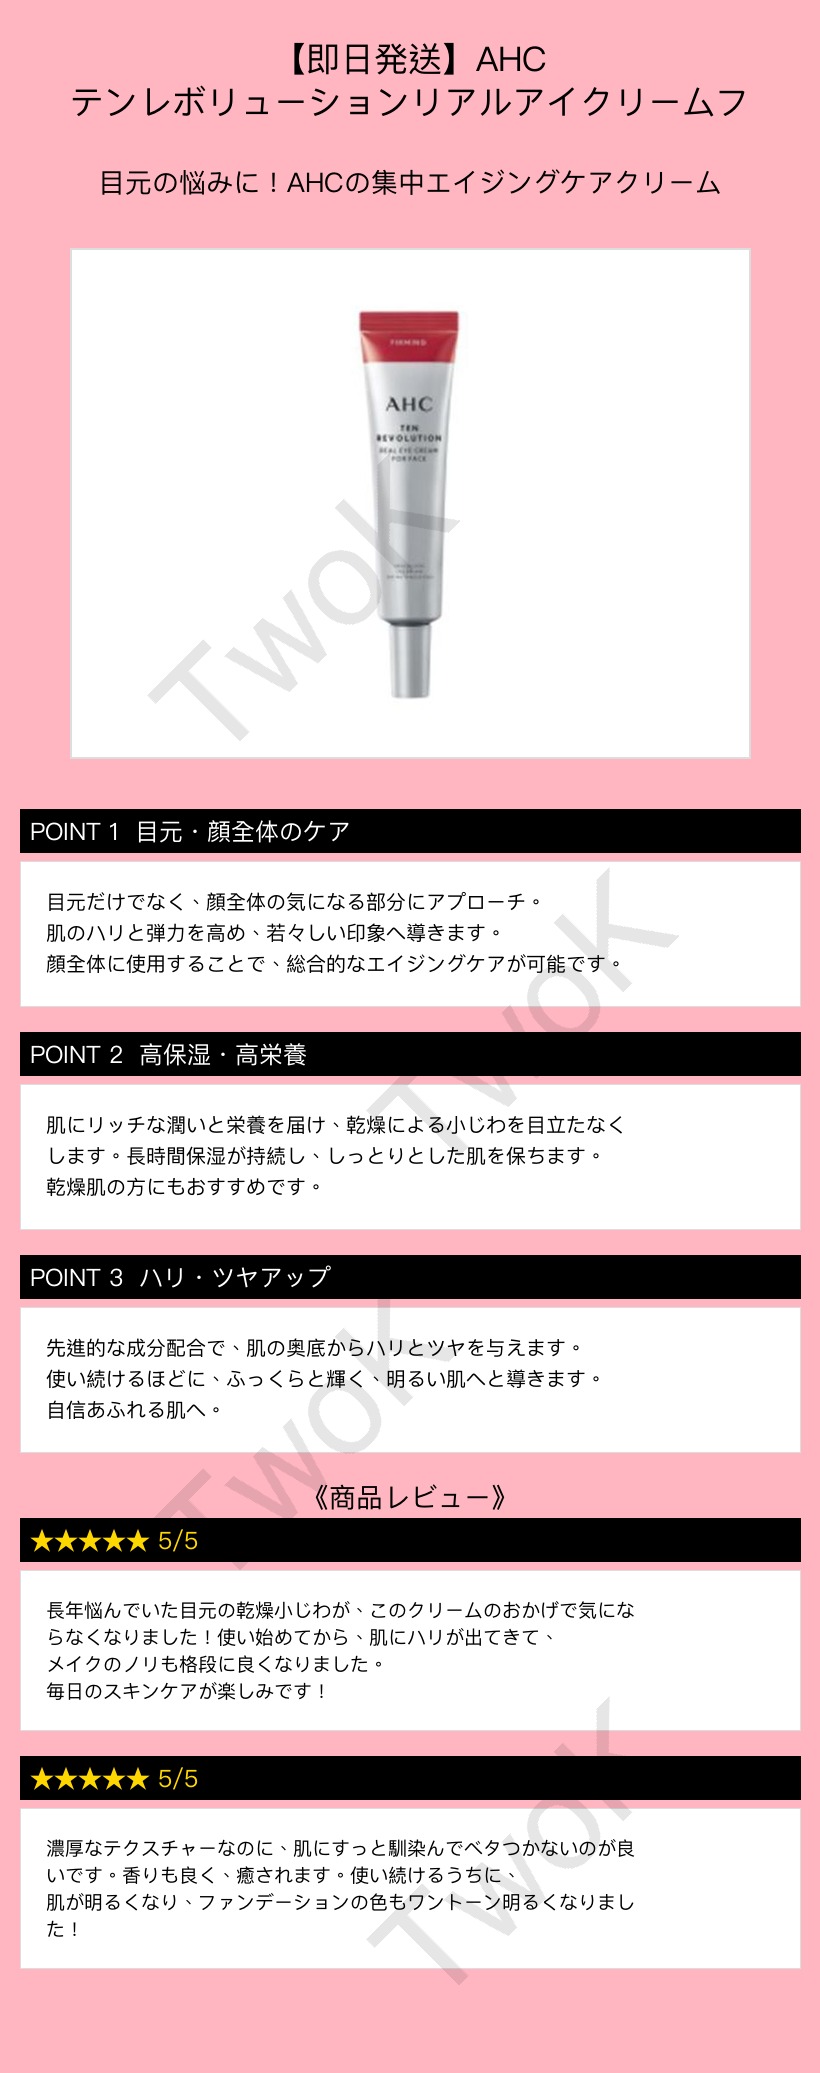 【即日発送】AHC
テンレボリューションリアルアイクリームフ
目元の悩みに！AHCの集中エイジングケアクリーム
FIRMING
AHC
TEN
REVOLUTION
REAL EYE CREAM
FOR FACE
TwoK
POINT 1 目元・顔全体のケア
目元だけでなく、顔全体の気になる部分にアプローチ。
肌のハリと弾力を高め、若々しい印象へ導きます。
顔全体に使用することで、総合的なエイジングケアが可能です。
TwoK
POINT 2 高保湿・高栄養
肌にリッチな潤いと栄養を届け、乾燥による小じわを目立たなく
します。長時間保湿が持続し、しっとりとした肌を保ちます。
乾燥肌の方にもおすすめです。
POINT 3 ハリ・ツヤアップ
先進的な成分配合で、肌の奥底からハリとツヤを与えます。
使い続けるほどに、ふっくらと輝く、明るい肌へと導きます。
自信あふれる肌へ。
TwoK
《商品レビュー》
★★★★★ 5/5
長年悩んでいた目元の乾燥小じわが、このクリームのおかげで気にな
らなくなりました！使い始めてから、肌にハリが出てきて、
メイクのノリも格段に良くなりました。
毎日のスキンケアが楽しみです！
★★★★★ 5/5
濃厚なテクスチャーなのに、肌にすっと馴染んでベタつかないのが良
いです。香りも良く、癒されます。使い続けるうちに、
肌が明るくなり、ファンデーションの色もワントーン明るくなりまし
た！
TwoK